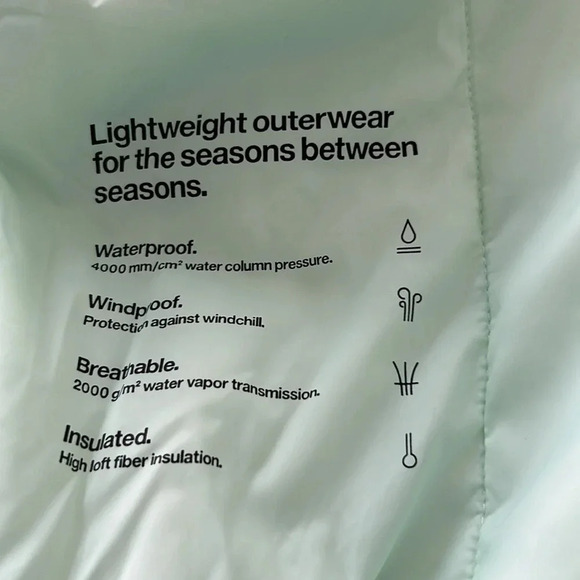 Lightweight outerwear
for the seasons between
seasons.
Waterproof.
4000 mm/cm² water column pressure.
Windproof.
Protection against windchill.
Breathable.
2000 g/m² water vapor transmission.
Insulated.
High loft fiber insulation.